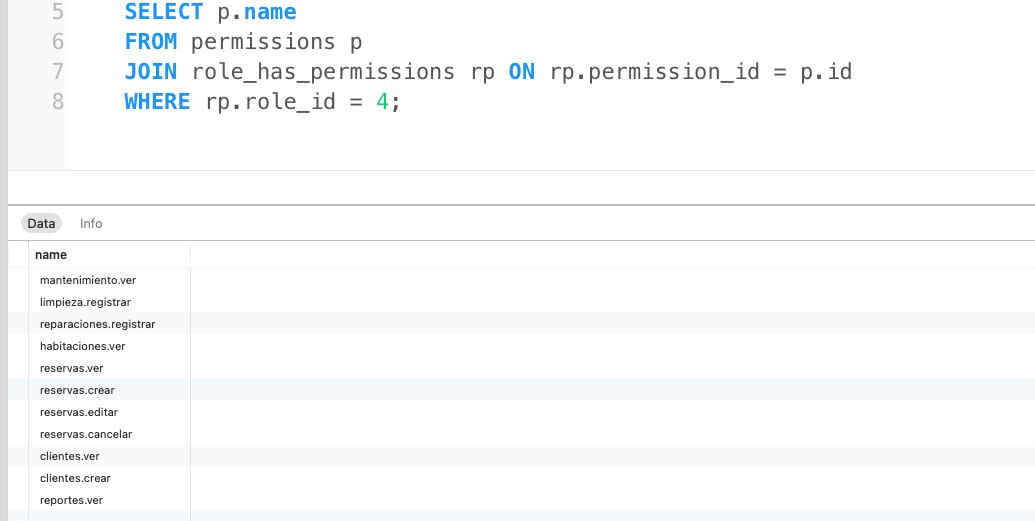 5 SELECT p.name
6 FROM permissions p
7 JOIN role_has_permissions rp ON rp.permission_id = p.id
8 WHERE rp.role_id = 4;
Data Info
name
mantenimiento.ver
limpieza.registrar
reparaciones.registrar
habitaciones.ver
reservas.ver
reservas.crear
reservas.editar
reservas.cancelar
clientes.ver
clientes.crear
reportes.ver